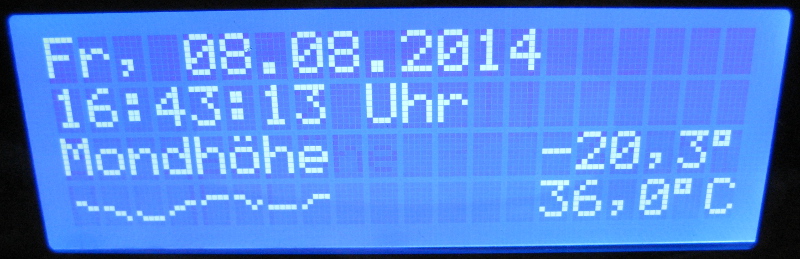 Fr, 08.08.2014
16:43:13 Uhr
Mondhöhe -20,3°
36,0°C